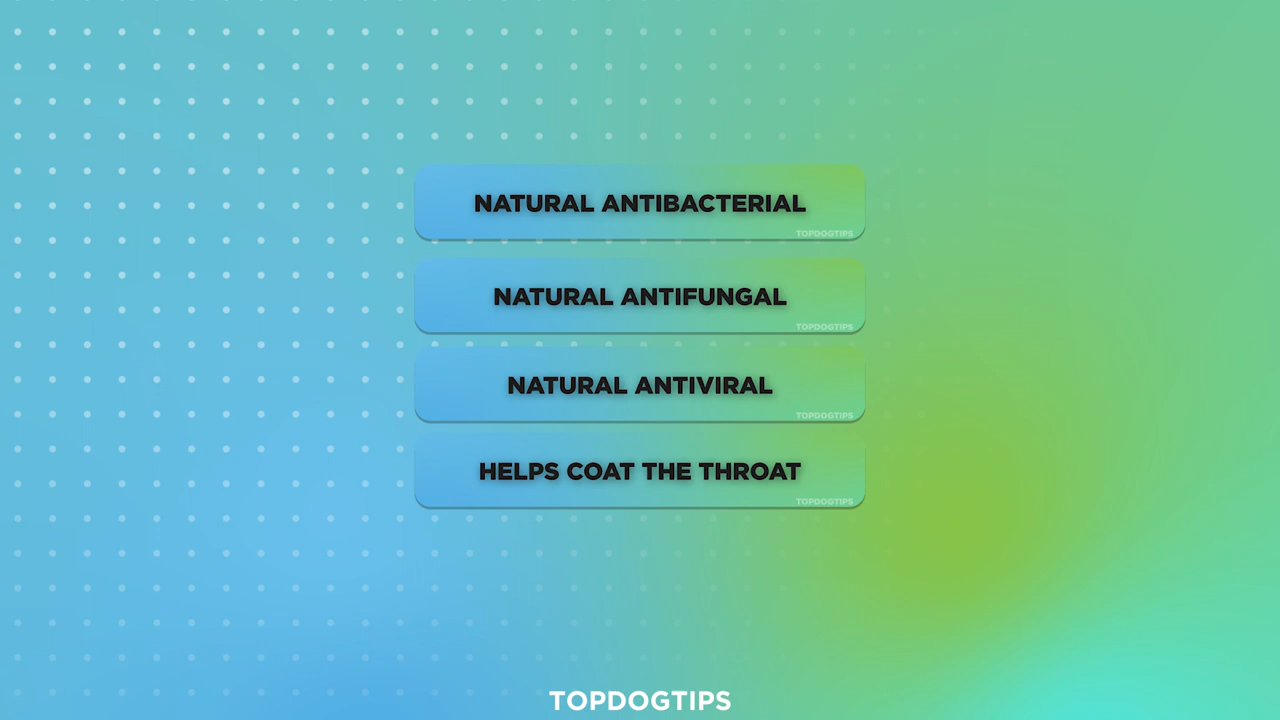 NATURAL ANTIBACTERIAL
TOPDOGTIPS
NATURAL ANTIFUNGAL
TOPDOGTIPS
NATURAL ANTIVIRAL
TOPDOGTIPS
HELPS COAT THE THROAT
TOPDOGTIPS
TOPDOGTIPS